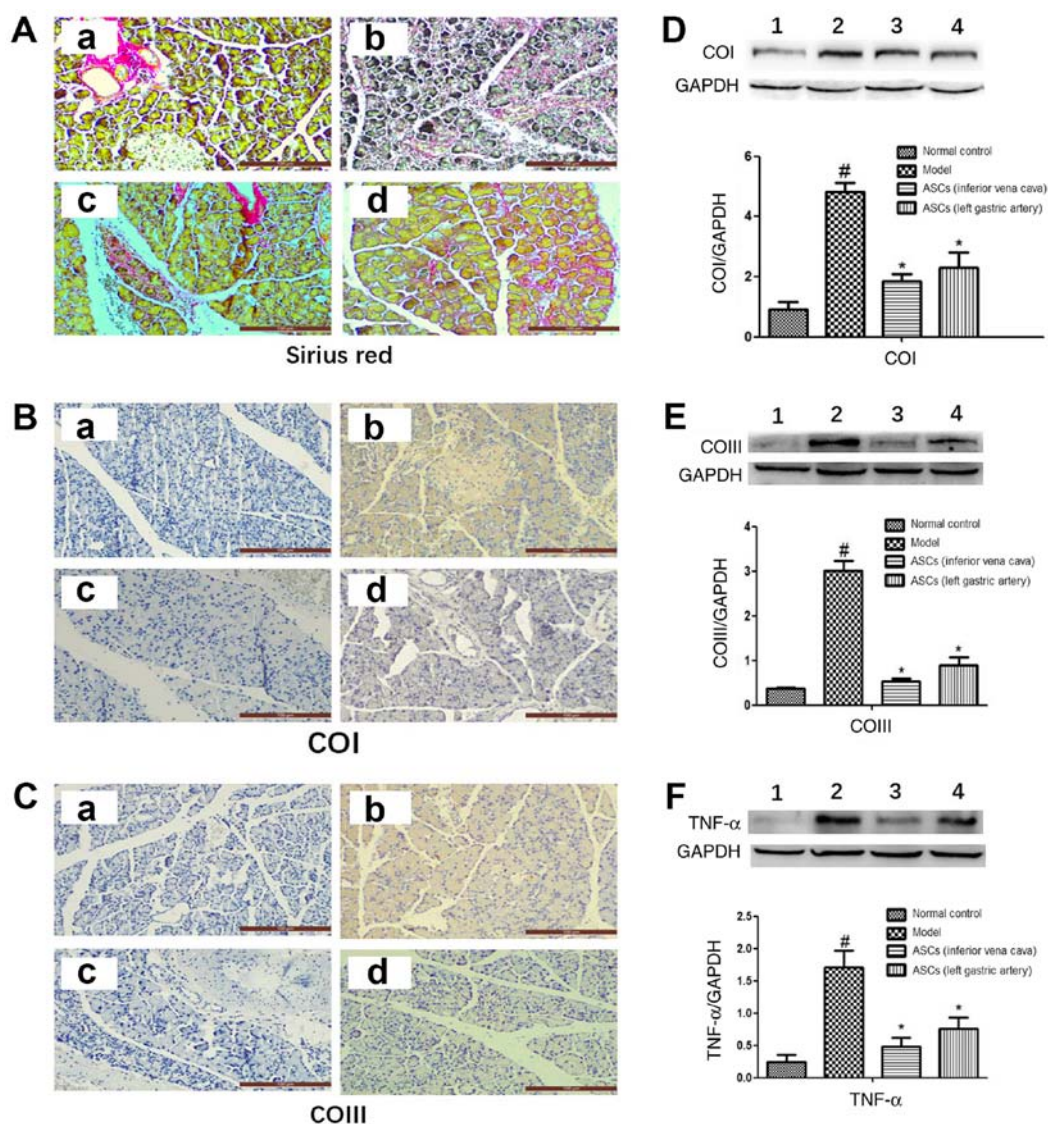 A
a
b
c
d
Sirius red
B
a
b
c
d
COI
C
a
b
c
d
COIII
D
1 2 3 4
COI
GAPDH
Normal control
Model
ASCs (inferior vena cava)
ASCs (left gastric artery)
COI/GAPDH
6
4
2
0
#
*
*
COI
E
1 2 3 4
COIII
GAPDH
Normal control
Model
ASCs (inferior vena cava)
ASCs (left gastric artery)
COIII/GAPDH
4
3
2
1
0
#
*
*
COIII
F
1 2 3 4
TNF-α
GAPDH
Normal control
Model
ASCs (inferior vena cava)
ASCs (left gastric artery)
TNF-α/GAPDH
2.5
2.0
1.5
1.0
0.5
0.0
#
*
*
TNF-α